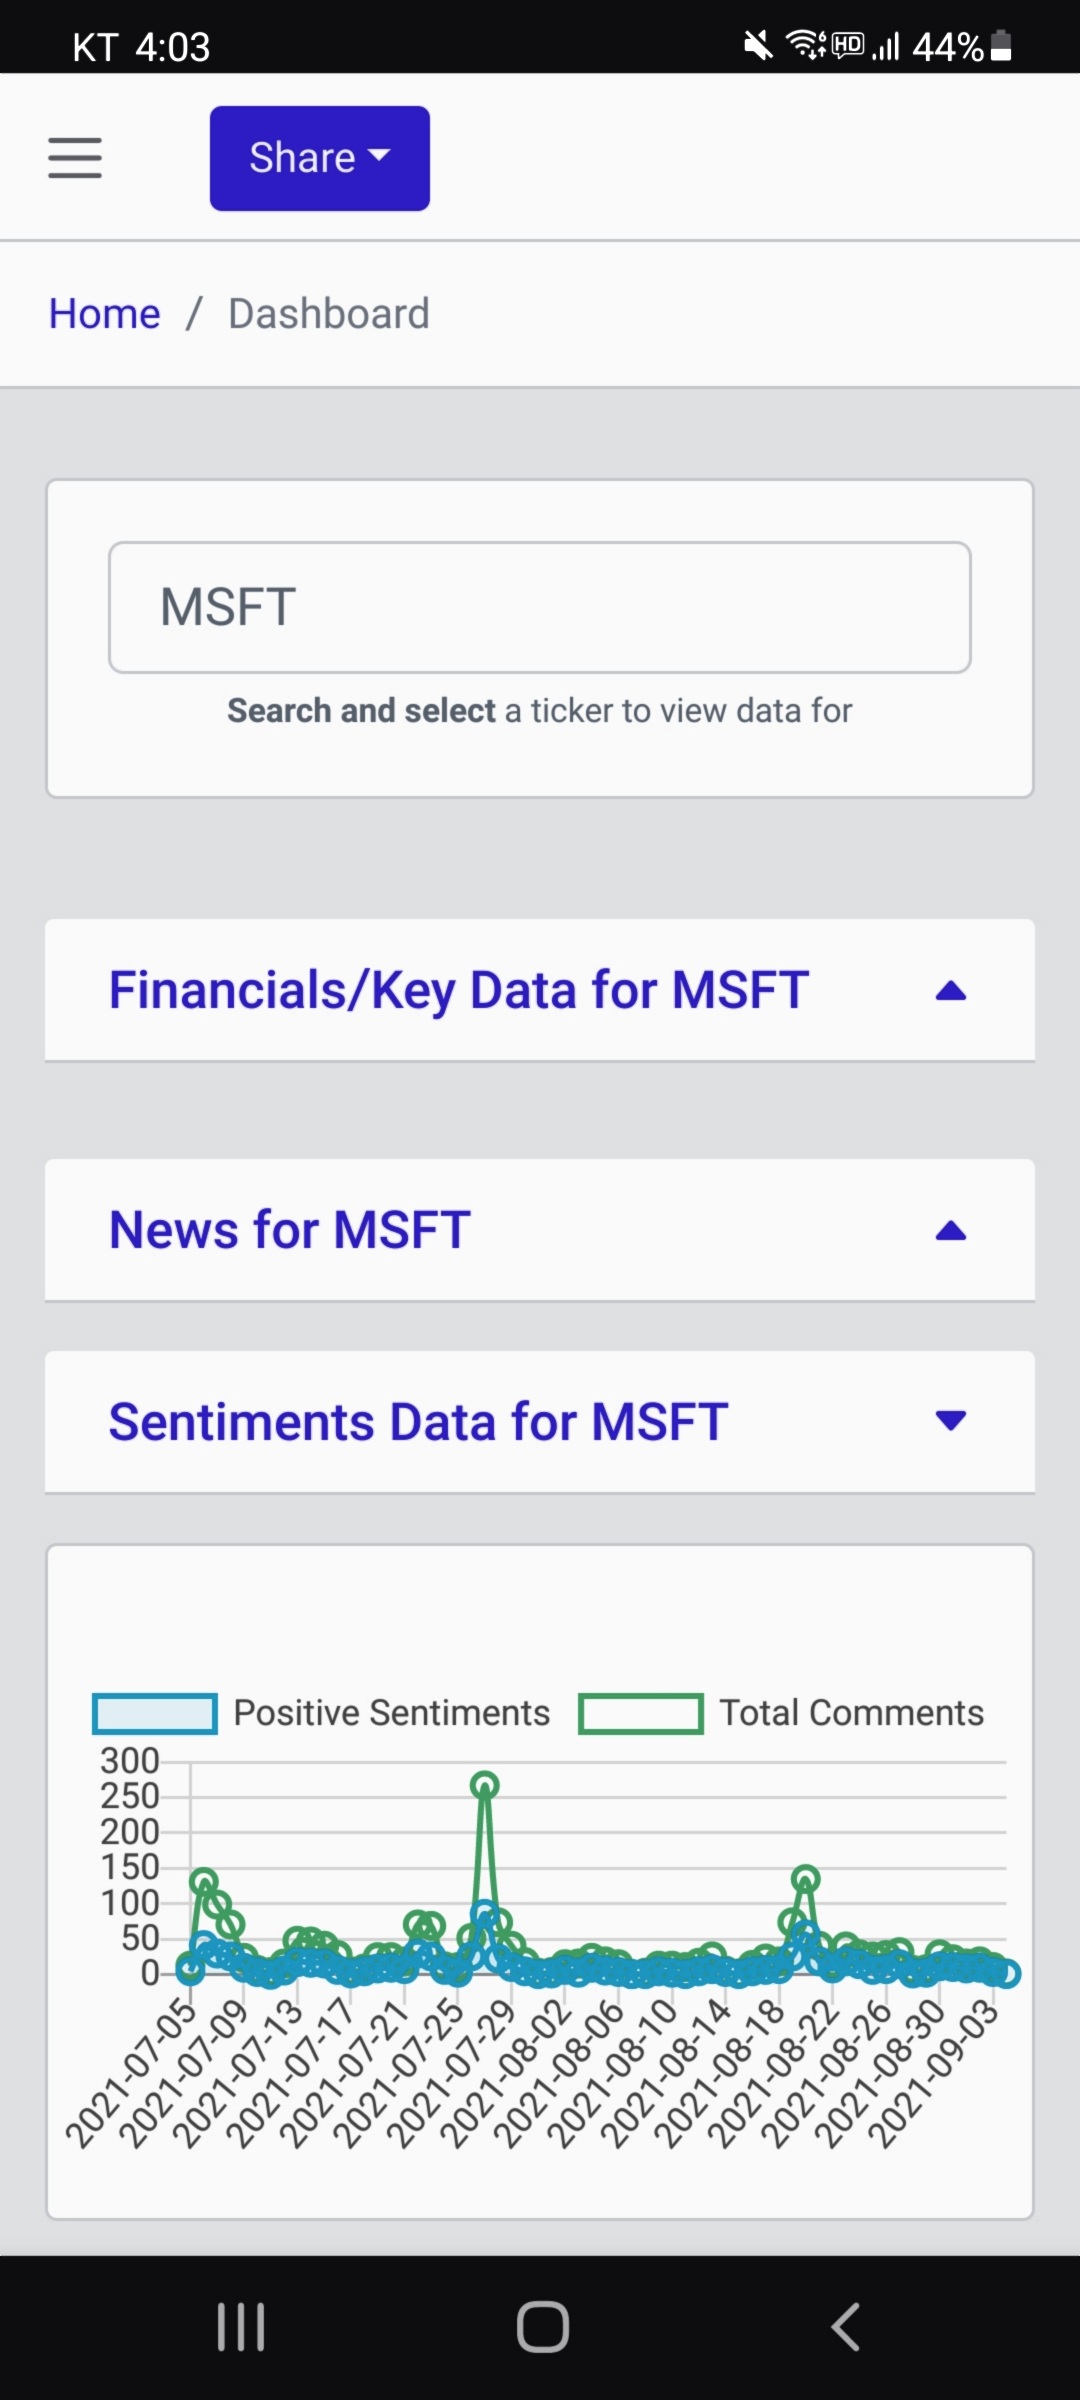 KT 4:03 HD 44%
Share
Home / Dashboard
MSFT
Search and select a ticker to view data for
Financials/Key Data for MSFT
News for MSFT
Sentiments Data for MSFT
Positive Sentiments Total Comments
300
250
200
150
100
50
0
2021-07-05
2021-07-09
2021-07-13
2021-07-17
2021-07-21
2021-07-25
2021-07-29
2021-08-02
2021-08-06
2021-08-10
2021-08-14
2021-08-18
2021-08-22
2021-08-26
2021-08-30
2021-09-03